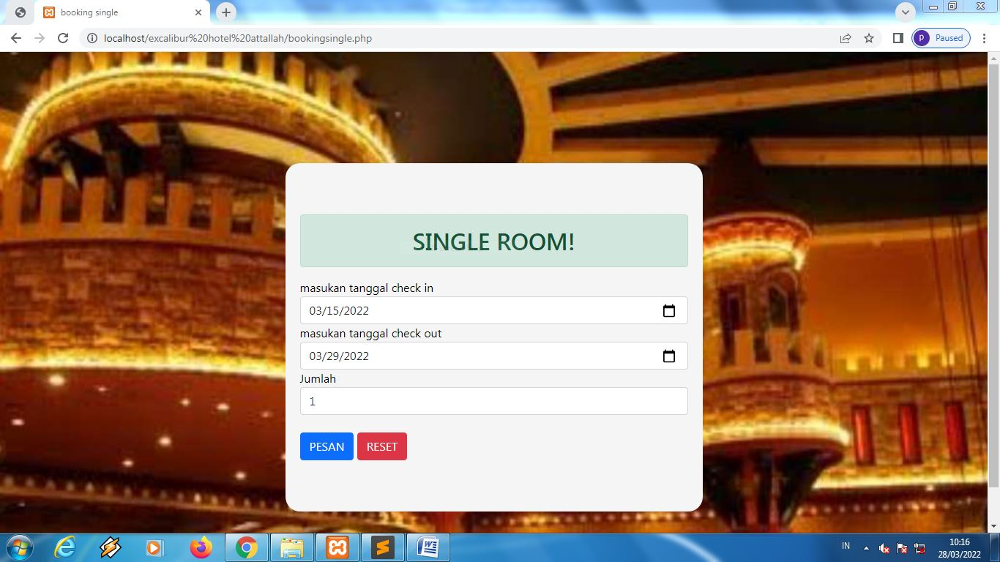 booking single
localhost/excalibur%20hotel%20attallah/bookingsingle.php
P
Paused
SINGLE ROOM!
masukan tanggal check in
03/15/2022
masukan tanggal check out
03/29/2022
Jumlah
1
PESAN RESET
IN
10:16
28/03/2022